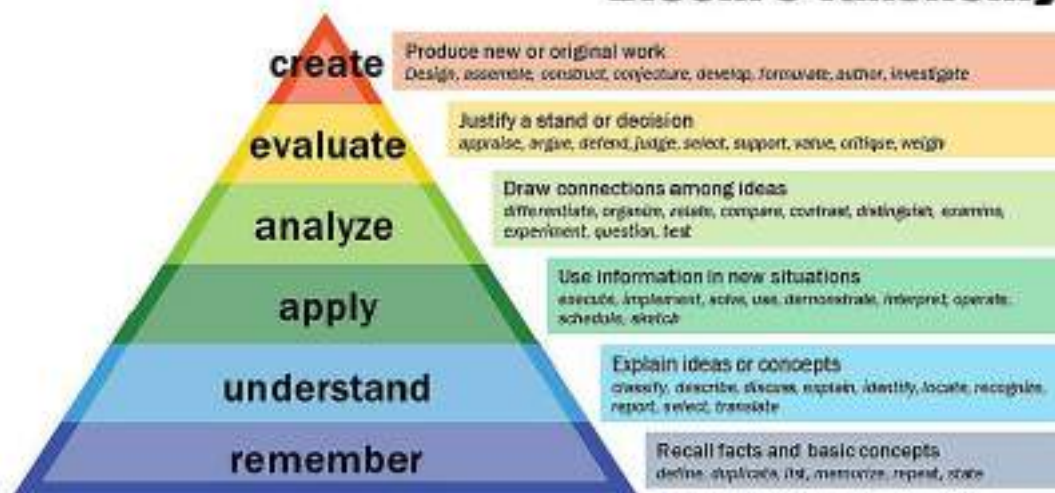 Bloom's Taxonomy
create
Produce new or original work
Design, assemble, construct, conjecture, develop, formulate, author, investigate
evaluate
Justify a stand or decision
appraise, argue, defend, judge, select, support, value, critique, weigh
analyze
Draw connections among ideas
differentiate, organize, relate, compare, contrast, distinguish, examine,
experiment, question, test
apply
Use information in new situations
execute, implement, solve, use, demonstrate, interpret, operate,
schedule, sketch
understand
Explain ideas or concepts
classify, describe, discuss, explain, identify, locate, recognize,
report, select, translate
remember
Recall facts and basic concepts
define, duplicate, list, memorize, repeat, state